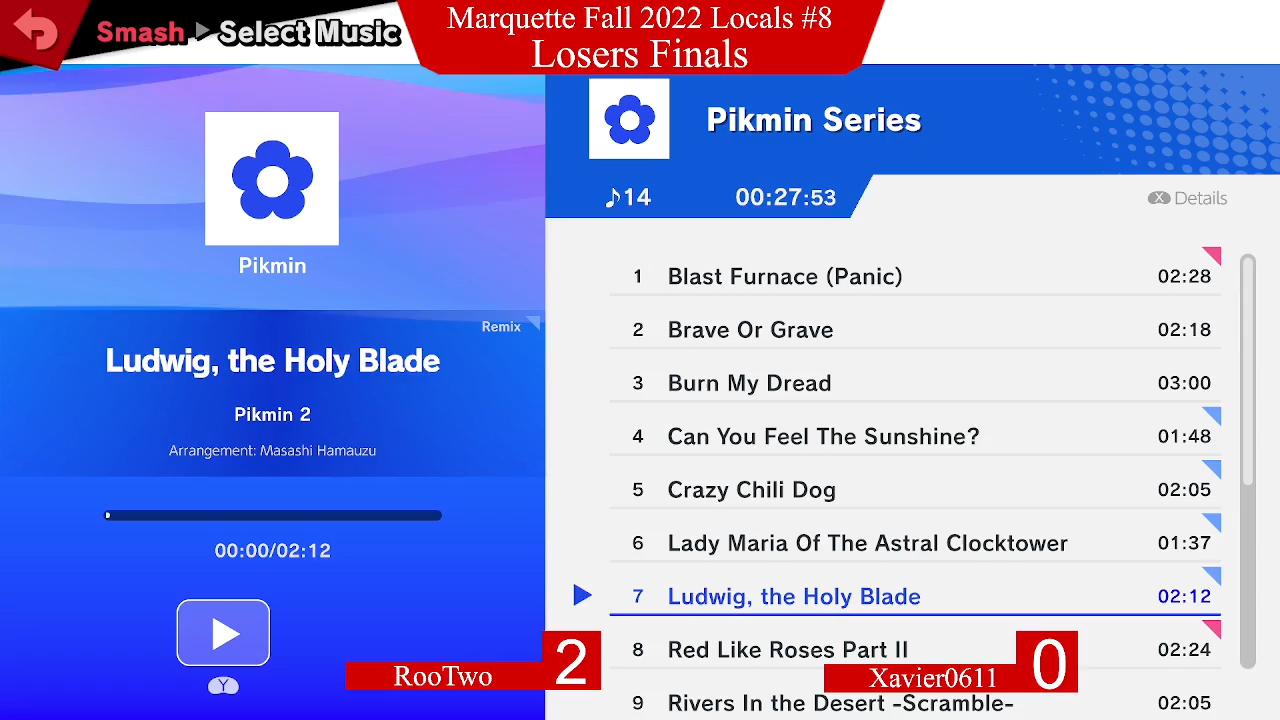 Smash ▶ Select Music
Marquette Fall 2022 Locals #8
Losers Finals
Pikmin
Remix
Ludwig, the Holy Blade
Pikmin 2
Arrangement: Masashi Hamauzu
00:00/02:12
Y
Pikmin Series
♪14 00:27:53
X Details
1 Blast Furnace (Panic) 02:28
2 Brave Or Grave 02:18
3 Burn My Dread 03:00
4 Can You Feel The Sunshine? 01:48
5 Crazy Chili Dog 02:05
6 Lady Maria Of The Astral Clocktower 01:37
7 Ludwig, the Holy Blade 02:12
8 Red Like Roses Part II 02:24
9 Rivers In the Desert -Scramble- 02:05
RooTwo 2
Xavier0611 0